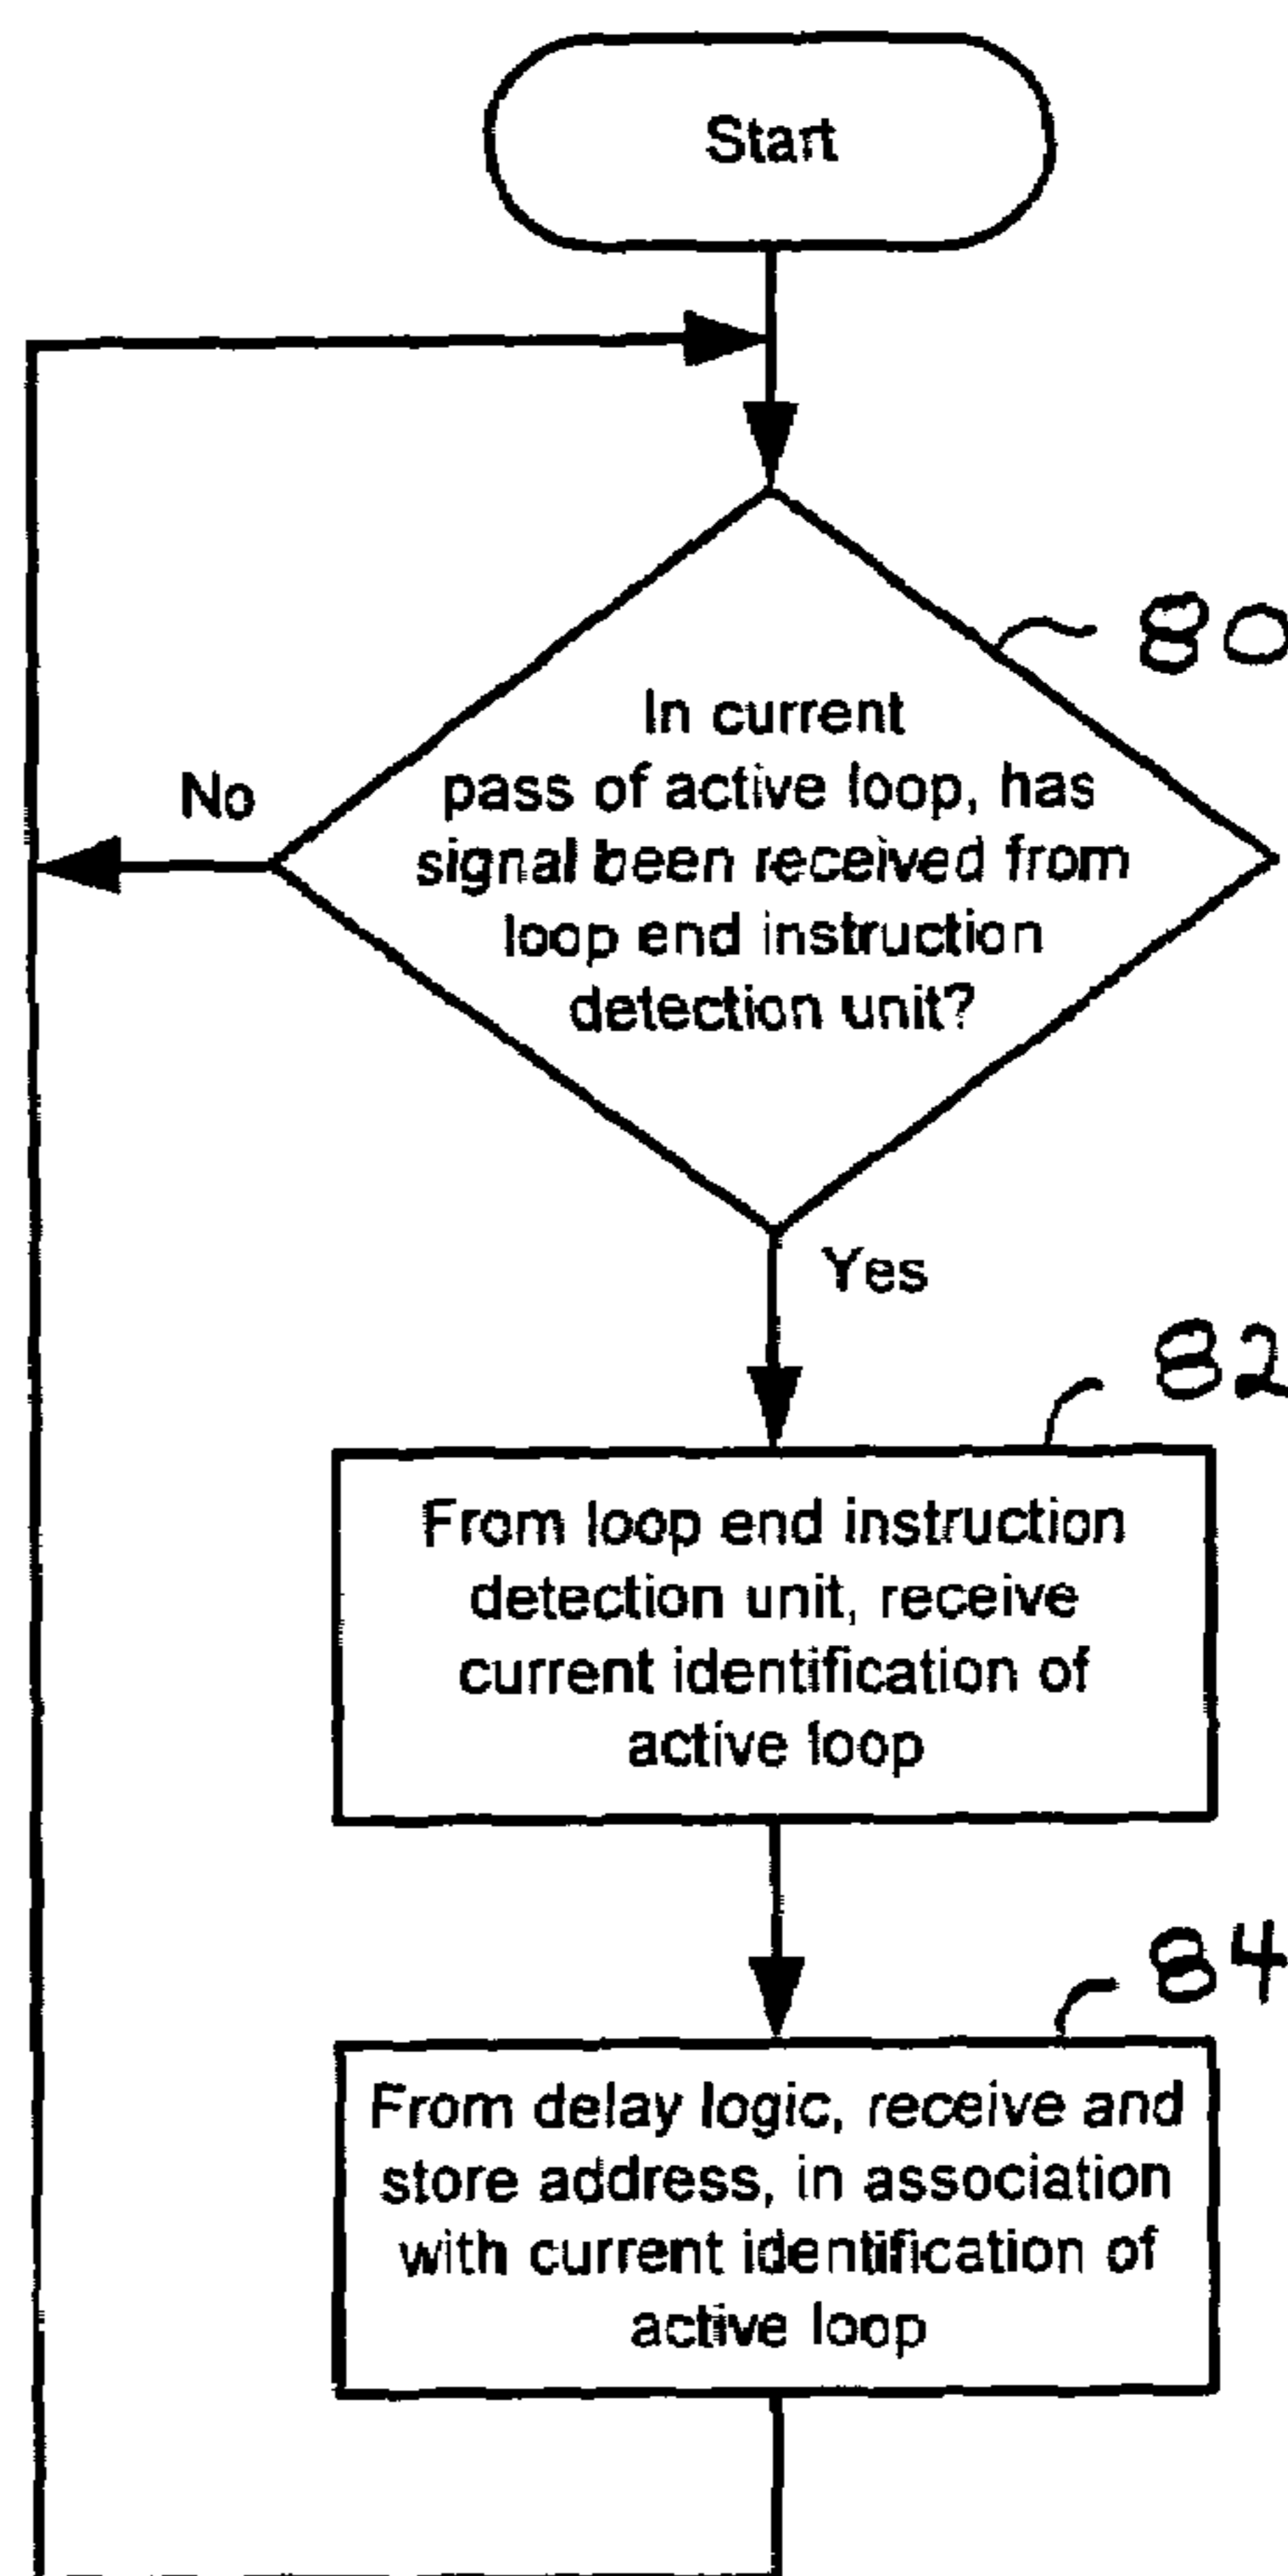 Start
80
In current
pass of active loop, has
signal been received from
loop end instruction
detection unit?
No
Yes
82
From loop end instruction
detection unit, receive
current identification of
active loop
84
From delay logic, receive and
store address, in association
with current identification of
active loop